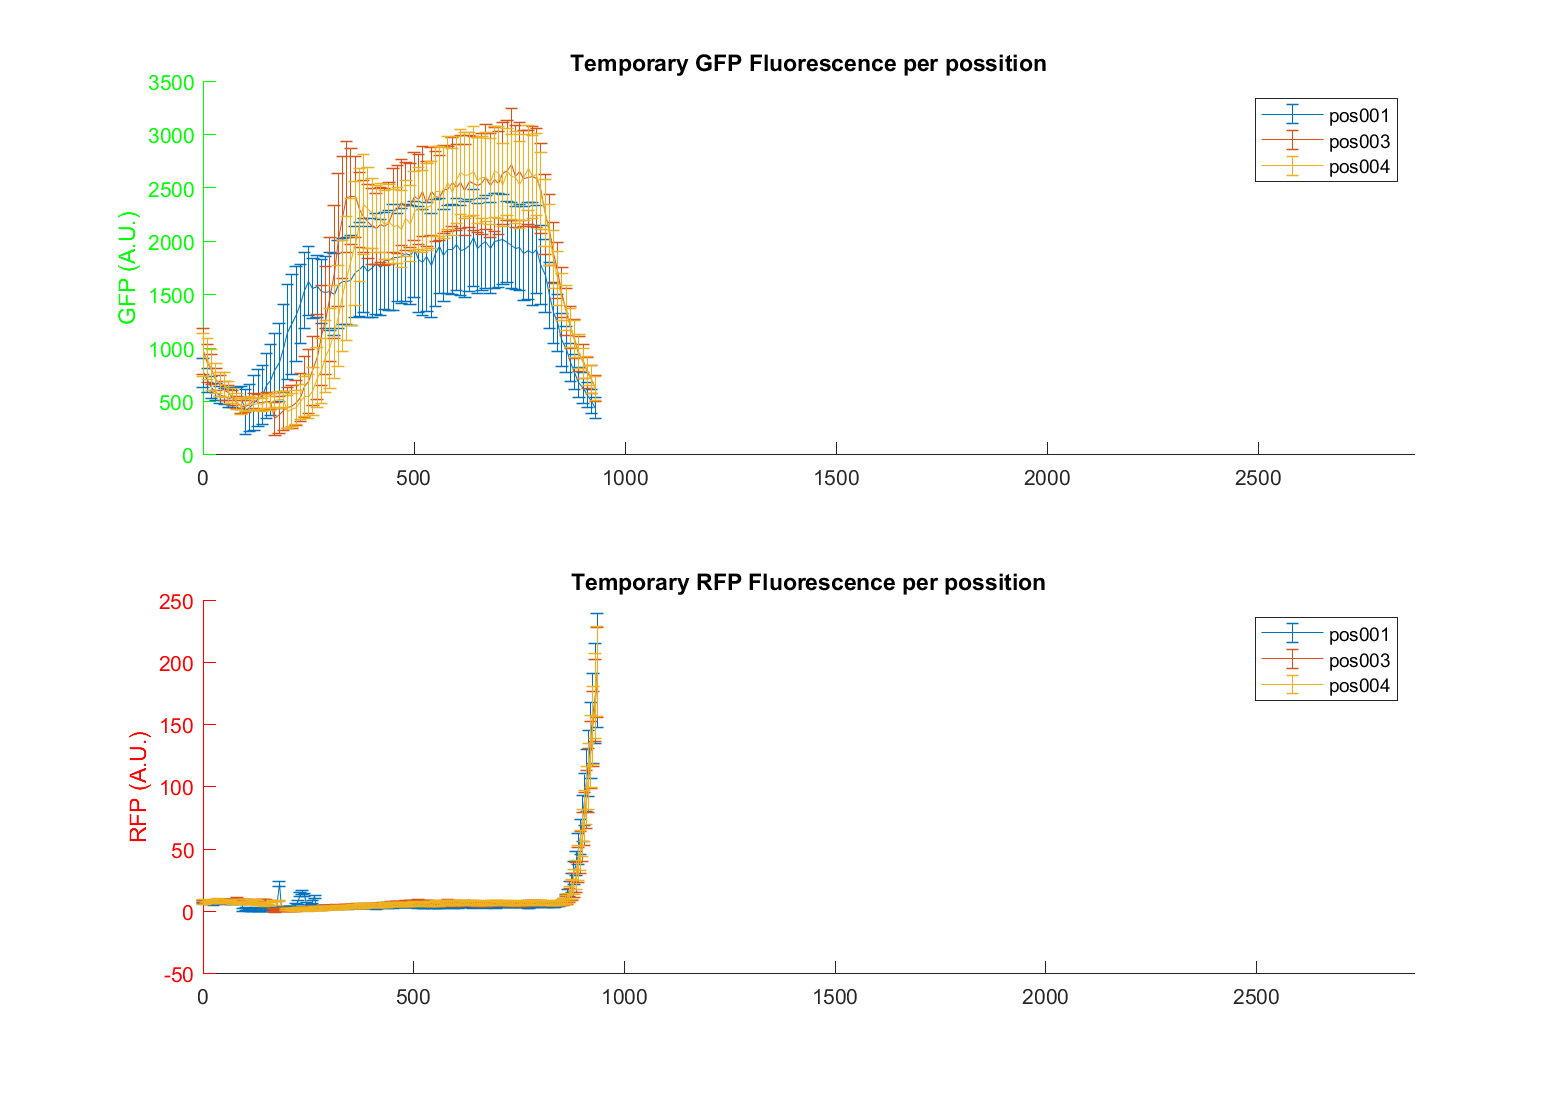 Temporary GFP Fluorescence per possition
GFP (A.U.)
3500
3000
2500
2000
1500
1000
500
0
0 500 1000 1500 2000 2500
pos001
pos003
pos004
Temporary RFP Fluorescence per possition
RFP (A.U.)
250
200
150
100
50
0
-50
0 500 1000 1500 2000 2500
pos001
pos003
pos004